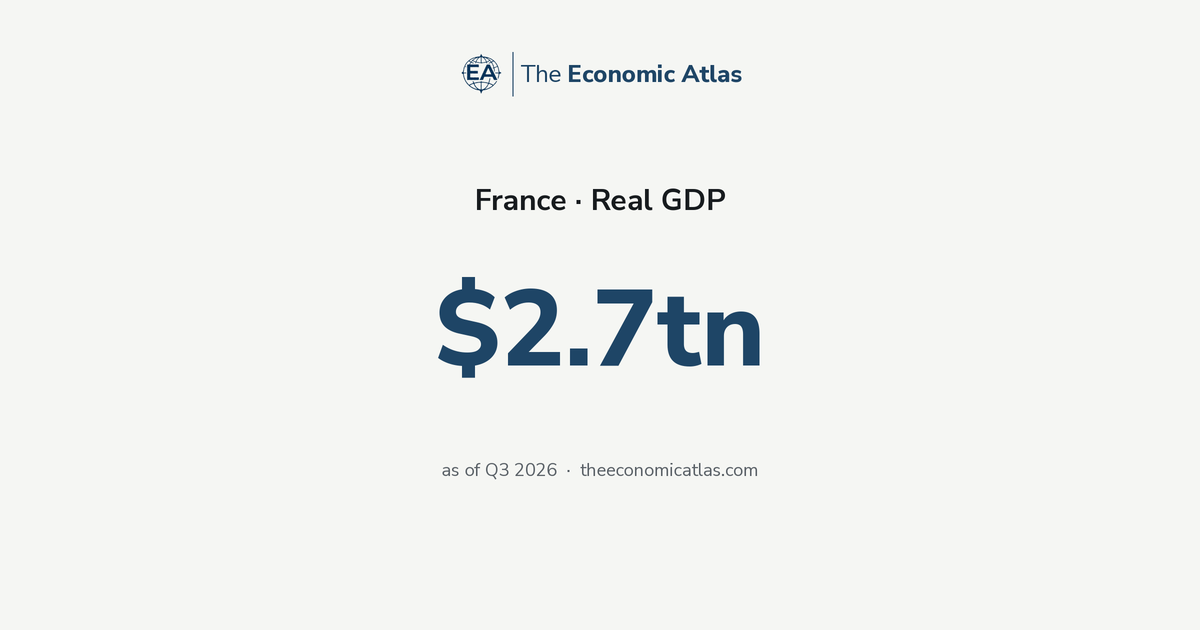 EA The Economic Atlas
France · Real GDP
$2.7tn
as of Q3 2026 · theeconomicatlas.com